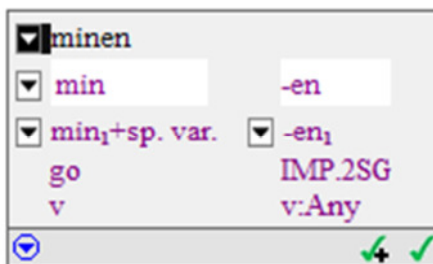 minen
min -en
min₁+sp. var. -en₁
go IMP.2SG
v v:Any